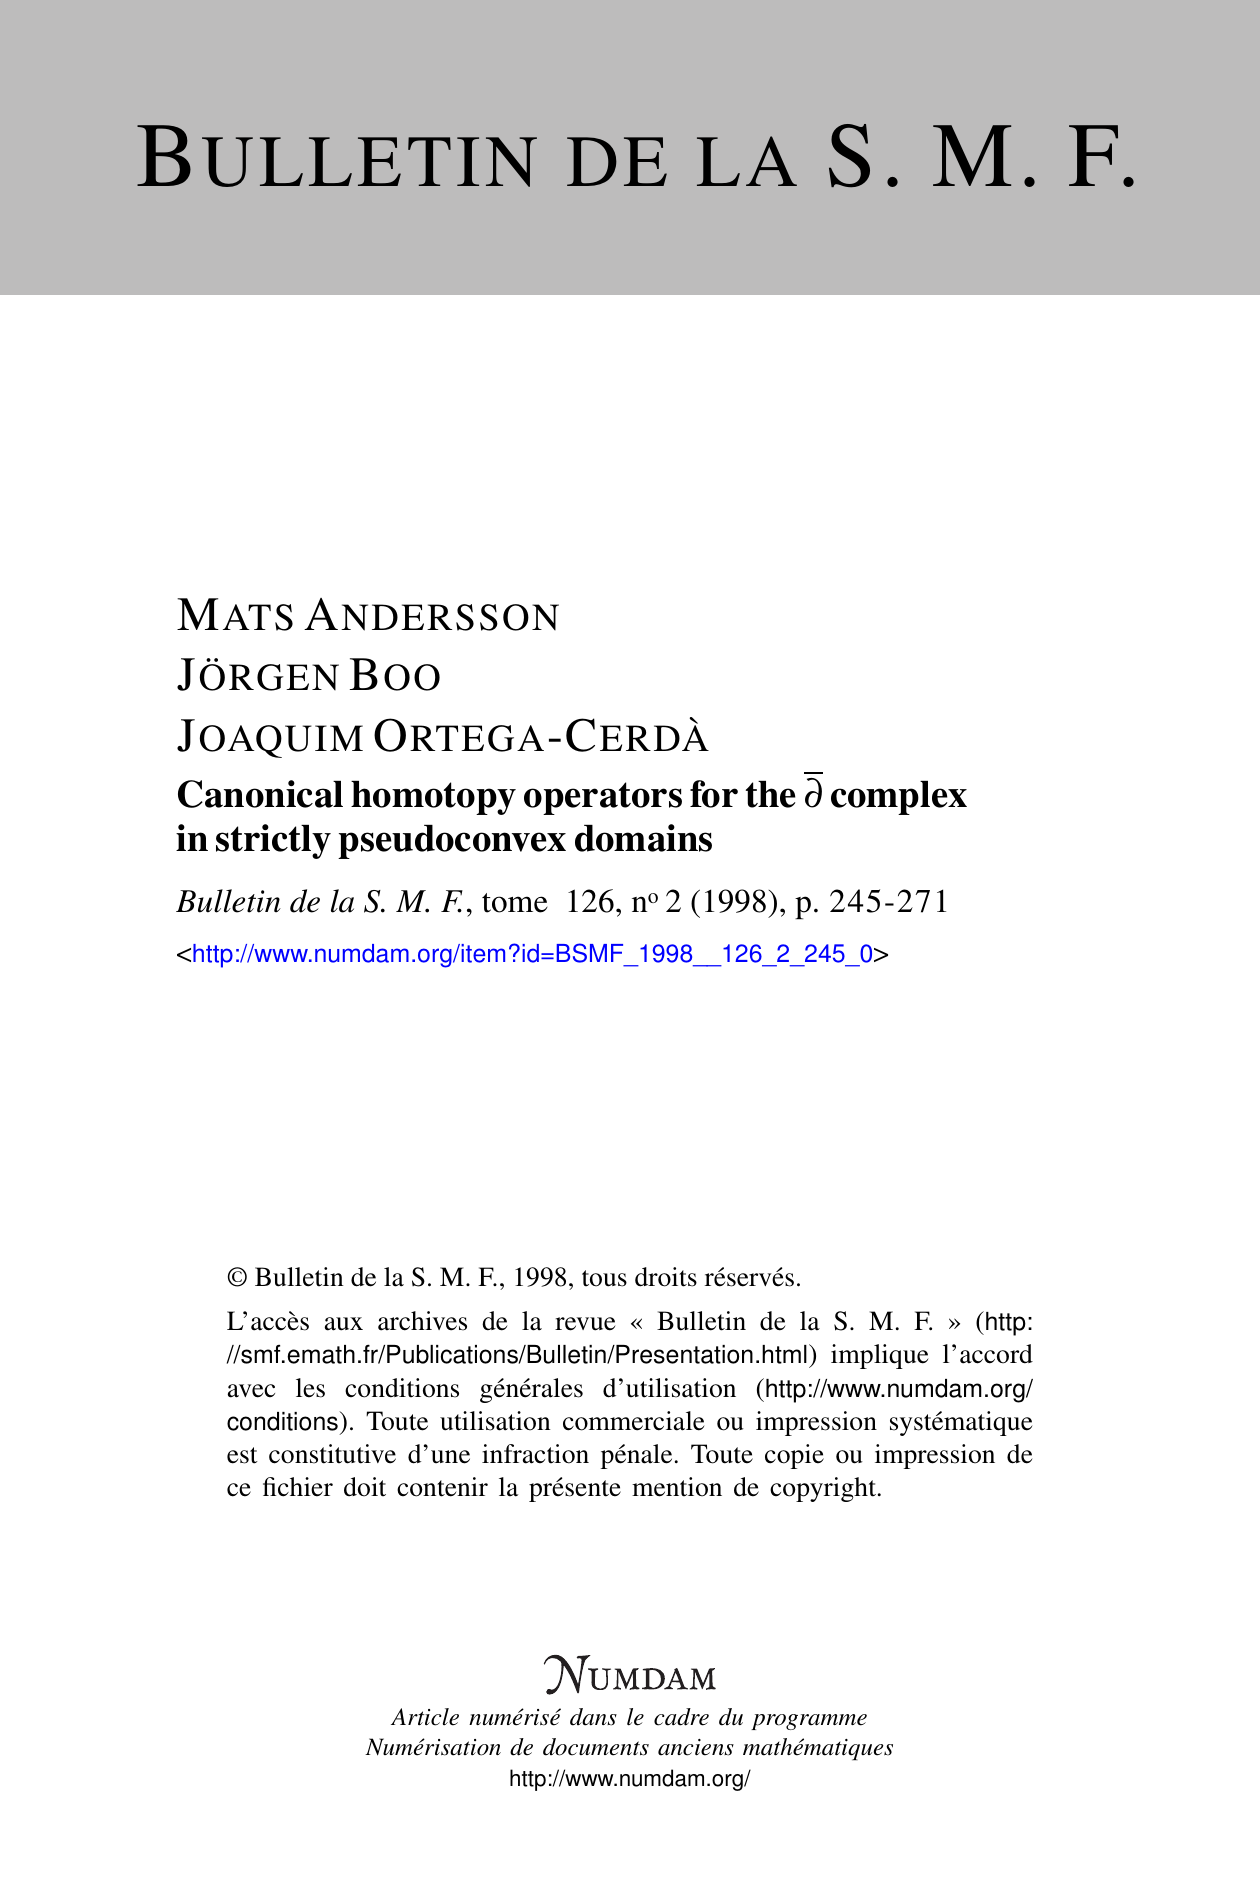 BULLETIN DE LA S. M. F.
MATS ANDERSSON
JÖRGEN BOO
JOAQUIM ORTEGA-CERDÀ
Canonical homotopy operators for the ∂̅ complex
in strictly pseudoconvex domains
Bulletin de la S. M. F., tome 126, nº 2 (1998), p. 245-271
<http://www.numdam.org/item?id=BSMF_1998__126_2_245_0>
© Bulletin de la S. M. F., 1998, tous droits réservés.
L'accès aux archives de la revue « Bulletin de la S. M. F. » (http:
//smf.emath.fr/Publications/Bulletin/Presentation.html) implique l'accord
avec les conditions générales d'utilisation (http://www.numdam.org/
conditions). Toute utilisation commerciale ou impression systématique
est constitutive d'une infraction pénale. Toute copie ou impression de
ce fichier doit contenir la présente mention de copyright.
NUMDAM
Article numérisé dans le cadre du programme
Numérisation de documents anciens mathématiques
http://www.numdam.org/